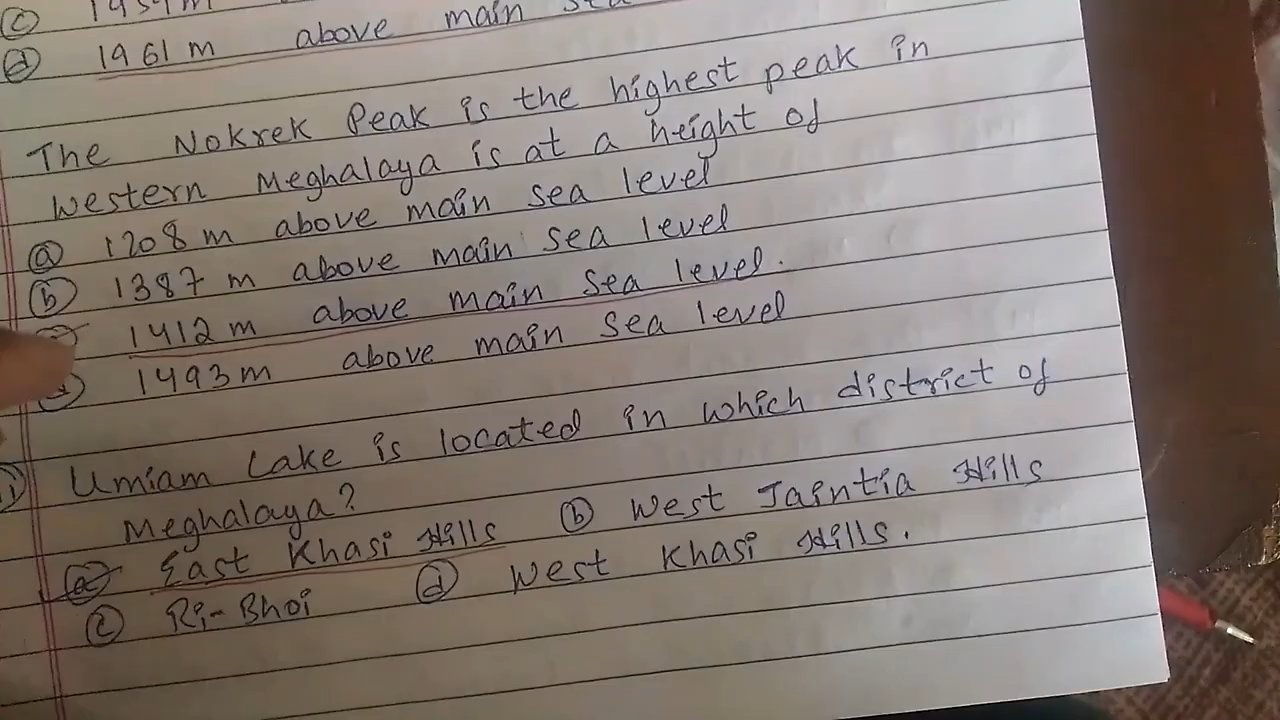 (c) 1939m
(d) 1961 m above main sea
The Nokrek Peak is the highest peak in
Western Meghalaya is at a height of
(a) 1208 m above main sea level
(b) 1387 m above main sea level
1412 m above main sea level.
1493 m above main sea level
Umiam Lake is located in which district of
Meghalaya?
(a) East Khasi Hills (b) West Jaintia Hills
(c) Ri-Bhoi (d) West Khasi Hills.